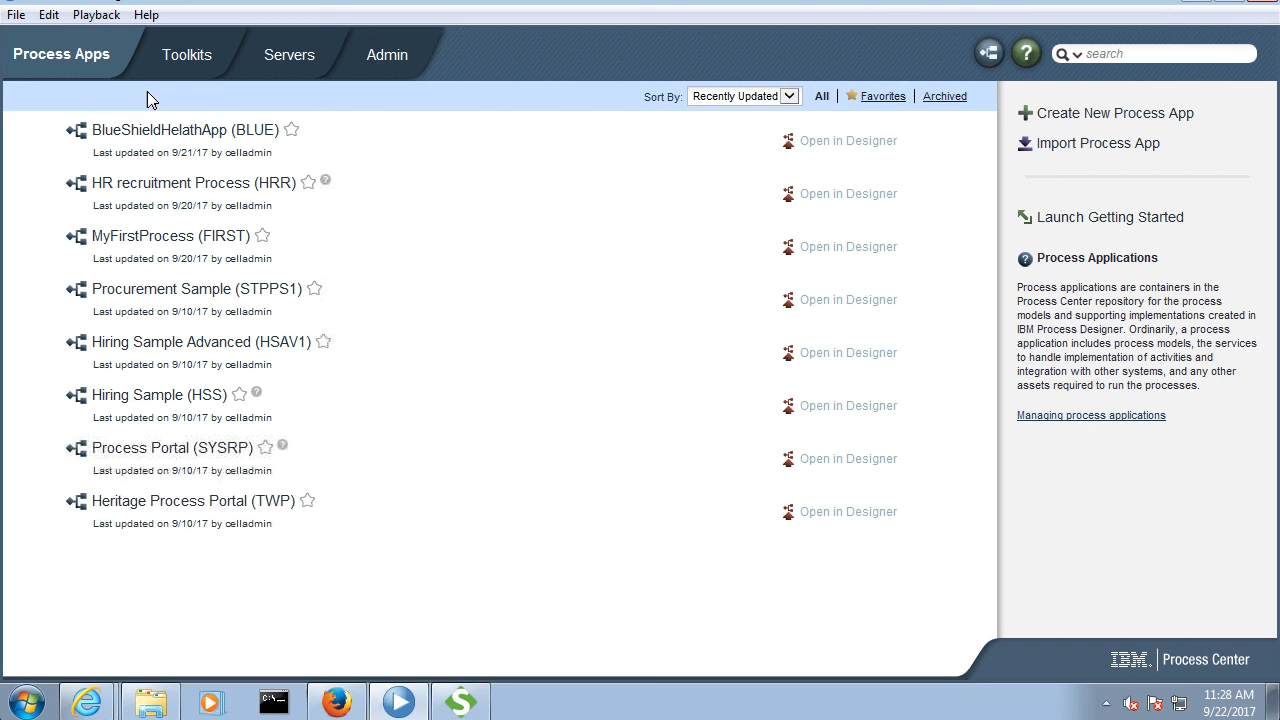 File Edit Playback Help
Process Apps Toolkits Servers Admin
? search
Sort By: Recently Updated All Favorites Archived
BlueShieldHelathApp (BLUE)
Last updated on 9/21/17 by celladmin
Open in Designer
HR recruitment Process (HRR) ?
Last updated on 9/20/17 by celladmin
Open in Designer
MyFirstProcess (FIRST)
Last updated on 9/20/17 by celladmin
Open in Designer
Procurement Sample (STPPS1)
Last updated on 9/10/17 by celladmin
Open in Designer
Hiring Sample Advanced (HSAV1)
Last updated on 9/10/17 by celladmin
Open in Designer
Hiring Sample (HSS) ?
Last updated on 9/10/17 by celladmin
Open in Designer
Process Portal (SYSRP) ?
Last updated on 9/10/17 by celladmin
Open in Designer
Heritage Process Portal (TWP)
Last updated on 9/10/17 by celladmin
Open in Designer
Create New Process App
Import Process App
Launch Getting Started
? Process Applications
Process applications are containers in the
Process Center repository for the process
models and supporting implementations created in
IBM Process Designer. Ordinarily, a process
application includes process models, the services
to handle implementation of activities and
integration with other systems, and any other
assets required to run the processes.
Managing process applications
IBM. Process Center
11:28 AM
9/22/2017